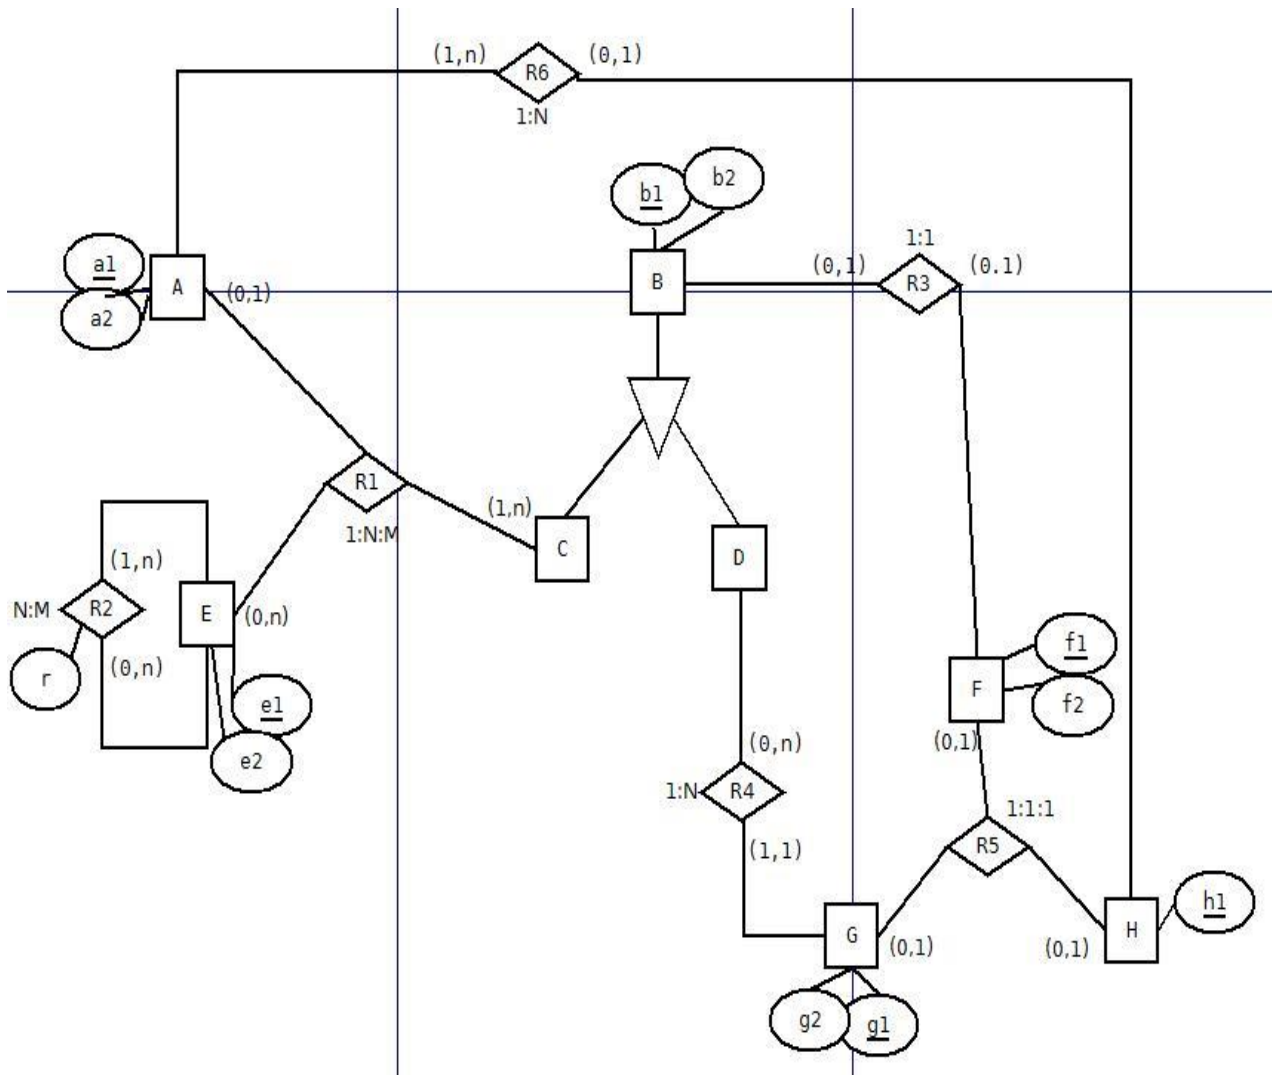 (1,n)
R6
(0,1)
1:N
b1
b2
1:1
a1
A
(0,1)
a2
B
(0,1)
R3
(0.1)
R1
1:N:M
(1,n)
C
D
(1,n)
N:M
R2
E
(0,n)
(0,n)
r
e1
e2
F
f1
f2
(0,1)
(0,n)
1:N
R4
(1,1)
1:1:1
R5
G
(0,1)
(0,1)
H
h1
g2
g1